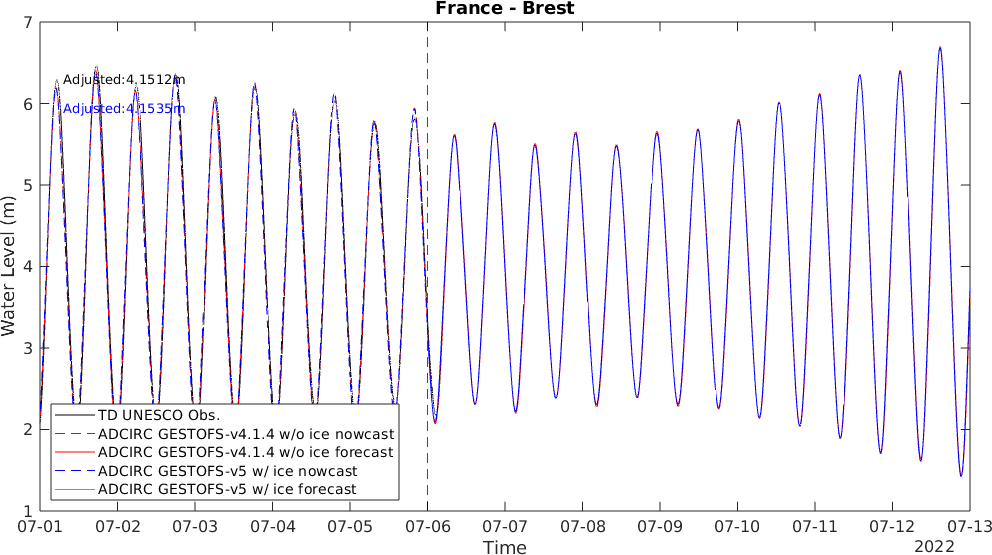 France - Brest
7
6
5
4
3
2
1
Water Level (m)
Adjusted:4.1512m
Adjusted:4.1535m
TD UNESCO Obs.
ADCIRC GESTOFS-v4.1.4 w/o ice nowcast
ADCIRC GESTOFS-v4.1.4 w/o ice forecast
ADCIRC GESTOFS-v5 w/ ice nowcast
ADCIRC GESTOFS-v5 w/ ice forecast
07-01 07-02 07-03 07-04 07-05 07-06 07-07 07-08 07-09 07-10 07-11 07-12 07-13
Time
2022